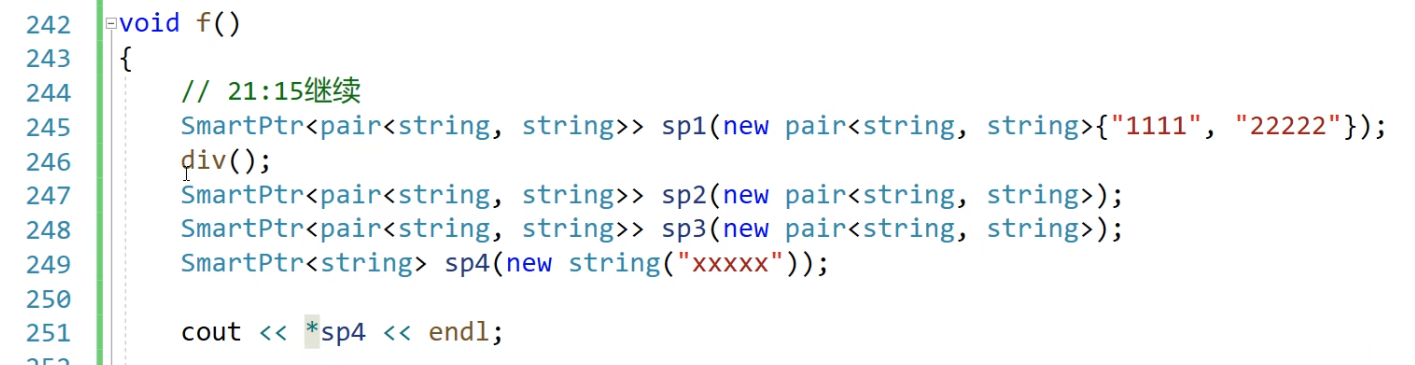 242 void f()
243 {
244 // 21:15继续
245 SmartPtr<pair<string, string>> sp1(new pair<string, string>{"1111", "22222"});
246 div();
247 SmartPtr<pair<string, string>> sp2(new pair<string, string>);
248 SmartPtr<pair<string, string>> sp3(new pair<string, string>);
249 SmartPtr<string> sp4(new string("xxxxx"));
250
251 cout << *sp4 << endl;